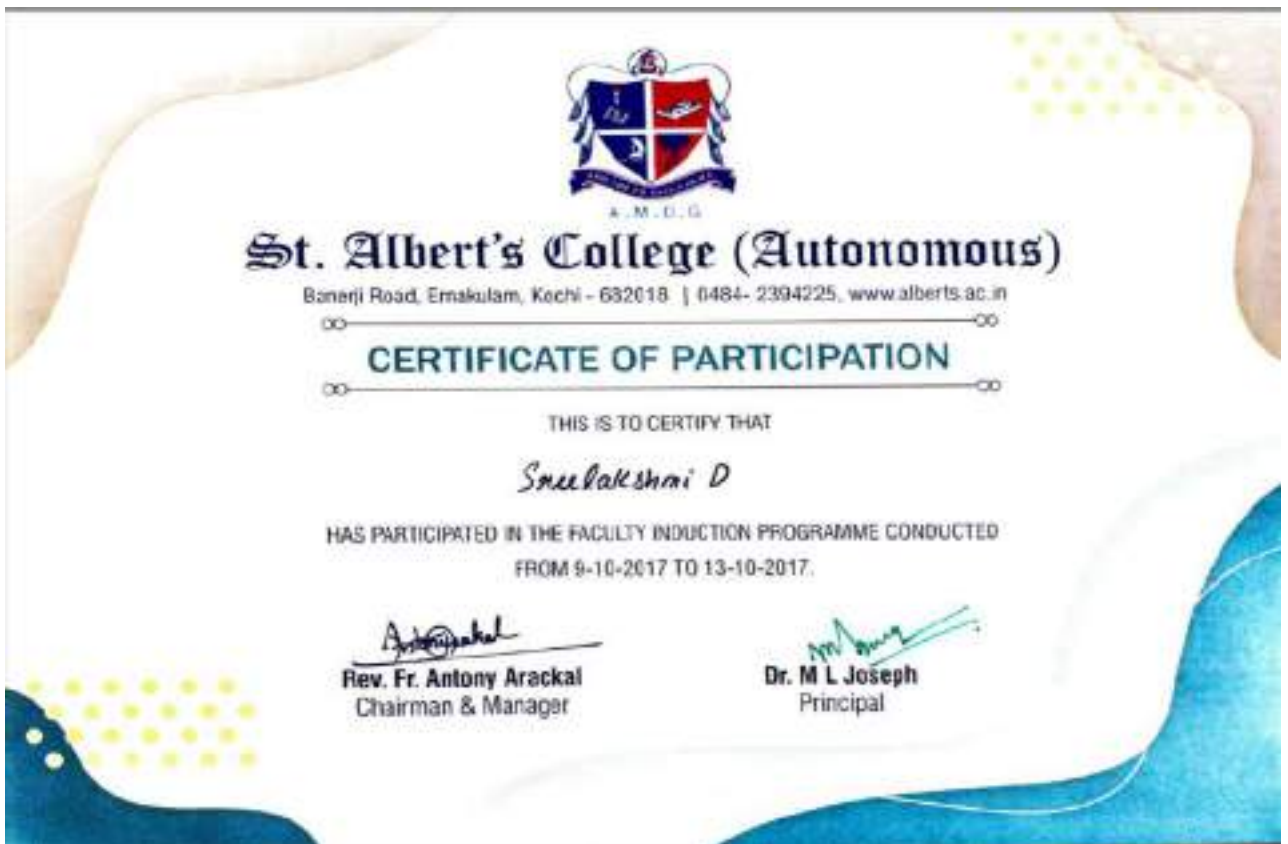 A.M.D.G
St. Albert's College (Autonomous)
Banerji Road, Ernakulam, Kochi - 682018 | 0484- 2394225, www.alberts.ac.in
CERTIFICATE OF PARTICIPATION
THIS IS TO CERTIFY THAT
Sreelakshmi D
HAS PARTICIPATED IN THE FACULTY INDUCTION PROGRAMME CONDUCTED
FROM 9-10-2017 TO 13-10-2017.
Rev. Fr. Antony Arackal
Chairman & Manager
Dr. M L Joseph
Principal